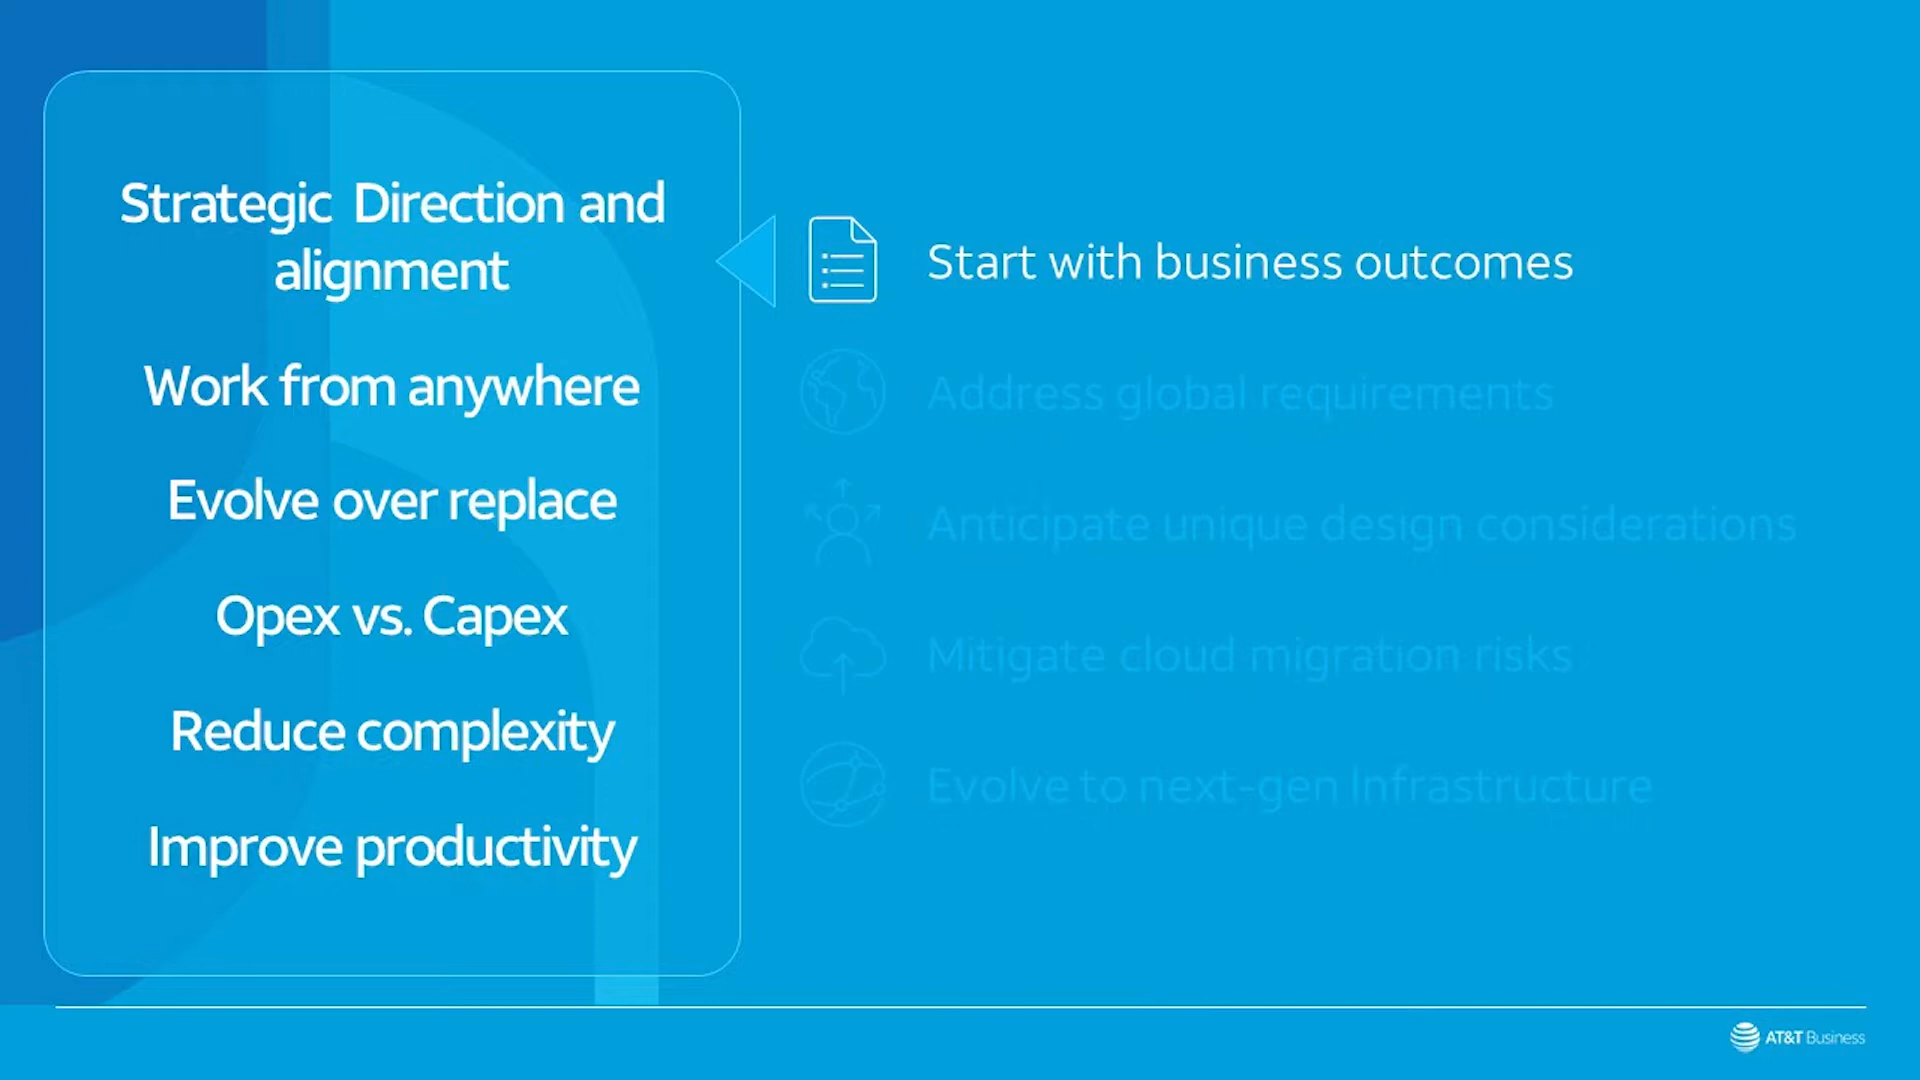 Strategic Direction and
alignment
Work from anywhere
Evolve over replace
Opex vs. Capex
Reduce complexity
Improve productivity
Start with business outcomes
Address global requirements
Anticipate unique design considerations
Mitigate cloud migration risks
Evolve to next-gen Infrastructure
AT&T Business